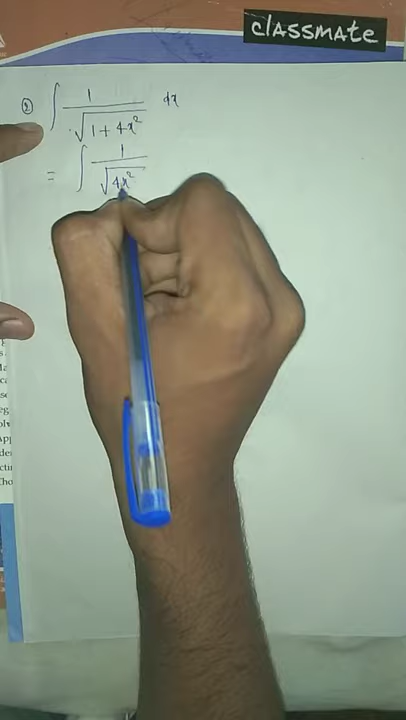 classmate
② ∫ 1/√(1+4x²) dx
= ∫ 1/√(4x²